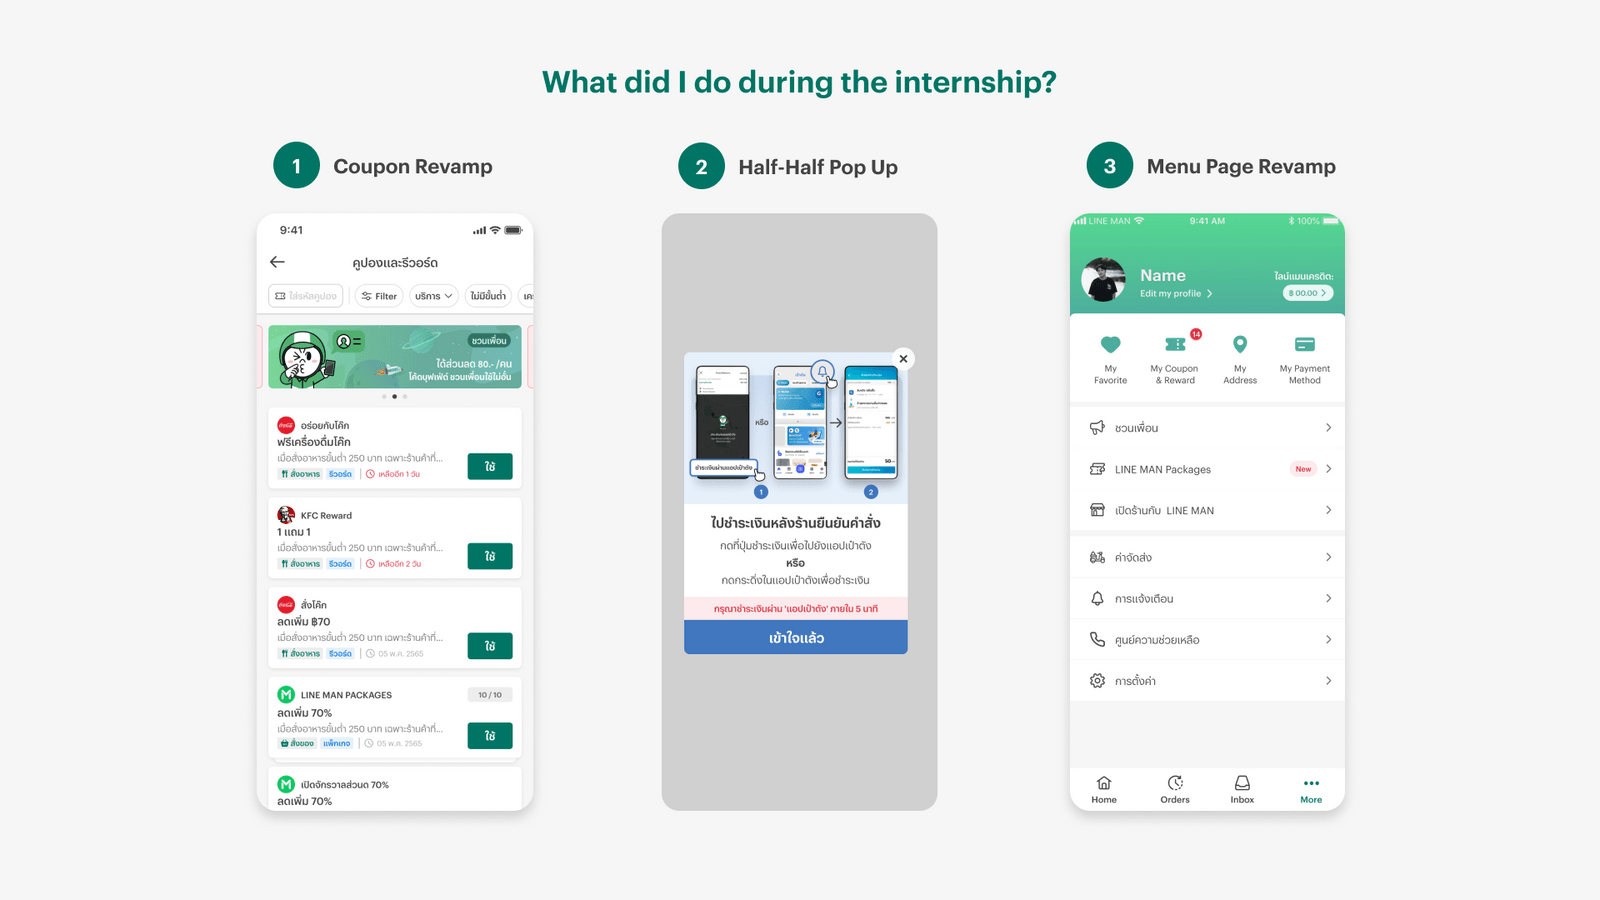 What did I do during the internship?
1 Coupon Revamp
9:41
คูปองและรีวอร์ด
ใส่รหัสคูปอง
Filter
บริการ
ไม่มีขั้นต่ำ
ชวนเพื่อน
ได้ส่วนลด 80.- /คน
โค้ดบุฟเฟ่ต์ ชวนเพื่อนใช้ไม่อั้น
อร่อยกับโค้ก
ฟรีเครื่องดื่มโค้ก
เมื่อสั่งอาหารขั้นต่ำ 250 บาท เฉพาะร้านค้าที่...
สั่งอาหาร รีวอร์ด เหลืออีก 1 วัน
ใช้
KFC Reward
1 แถม 1
เมื่อสั่งอาหารขั้นต่ำ 250 บาท เฉพาะร้านค้าที่...
สั่งอาหาร รีวอร์ด เหลืออีก 2 วัน
ใช้
สั่งโค้ก
ลดเพิ่ม ฿70
เมื่อสั่งอาหารขั้นต่ำ 250 บาท เฉพาะร้านค้าที่...
สั่งอาหาร รีวอร์ด 05 พ.ค. 2565
ใช้
LINE MAN PACKAGES
10 / 10
ลดเพิ่ม 70%
เมื่อสั่งอาหารขั้นต่ำ 250 บาท เฉพาะร้านค้าที่...
สั่งของ แพ็กเกจ 05 พ.ค. 2565
ใช้
เปิดจักรวาลส่วนด 70%
ลดเพิ่ม 70%
2 Half-Half Pop Up
หรือ
ชำระเงินผ่านแอปเป๋าตัง
1
2
ไปชำระเงินหลังร้านยืนยันคำสั่ง
กดที่ปุ่มชำระเงินเพื่อไปยังแอปเป๋าตัง
หรือ
กดกระดิ่งในแอปเป๋าตังเพื่อชำระเงิน
กรุณาชำระเงินผ่าน 'แอปเป๋าตัง' ภายใน 5 นาที
เข้าใจแล้ว
3 Menu Page Revamp
LINE MAN 9:41 AM 100%
Name
Edit my profile
ไลน์แมนเครดิต:
฿ 00.00
My
Favorite
14
My Coupon
& Reward
My
Address
My Payment
Method
ชวนเพื่อน
LINE MAN Packages New
เปิดร้านกับ LINE MAN
ค่าจัดส่ง
การแจ้งเตือน
ศูนย์ความช่วยเหลือ
การตั้งค่า
Home
Orders
Inbox
More